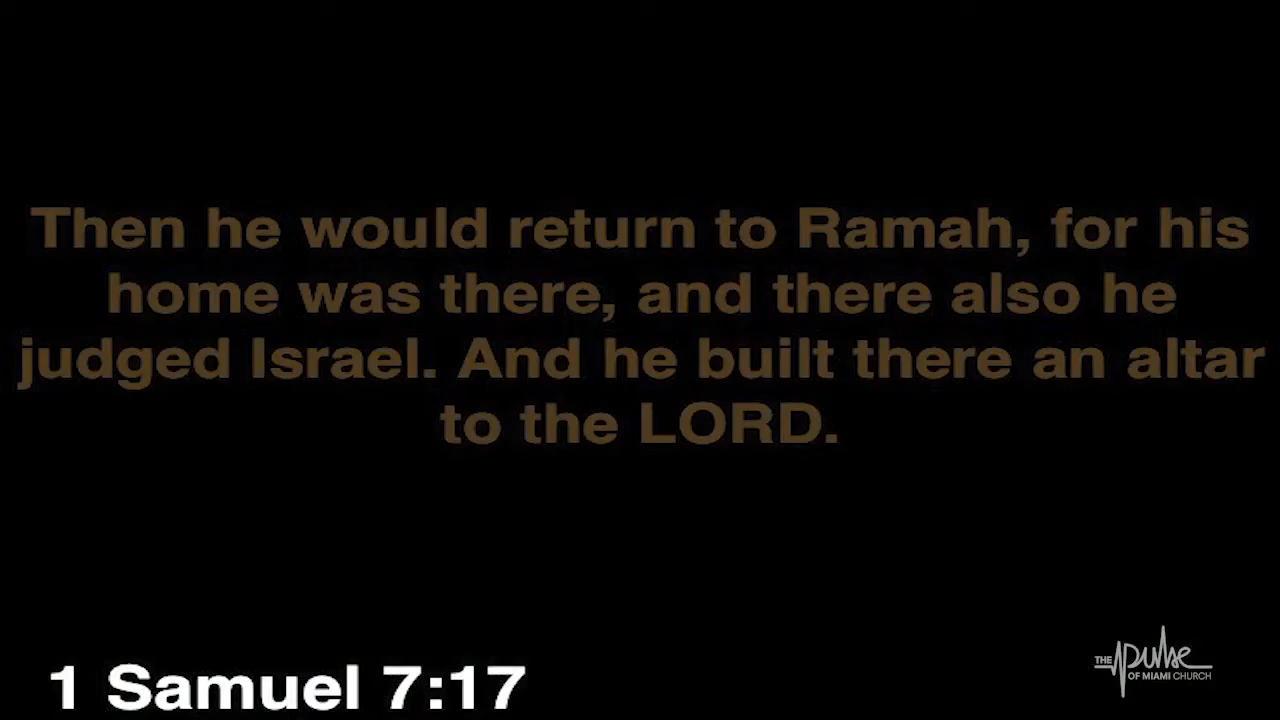 Then he would return to Ramah, for his
home was there, and there also he
judged Israel. And he built there an altar
to the LORD.
1 Samuel 7:17
THE pulse
OF MIAMI CHURCH